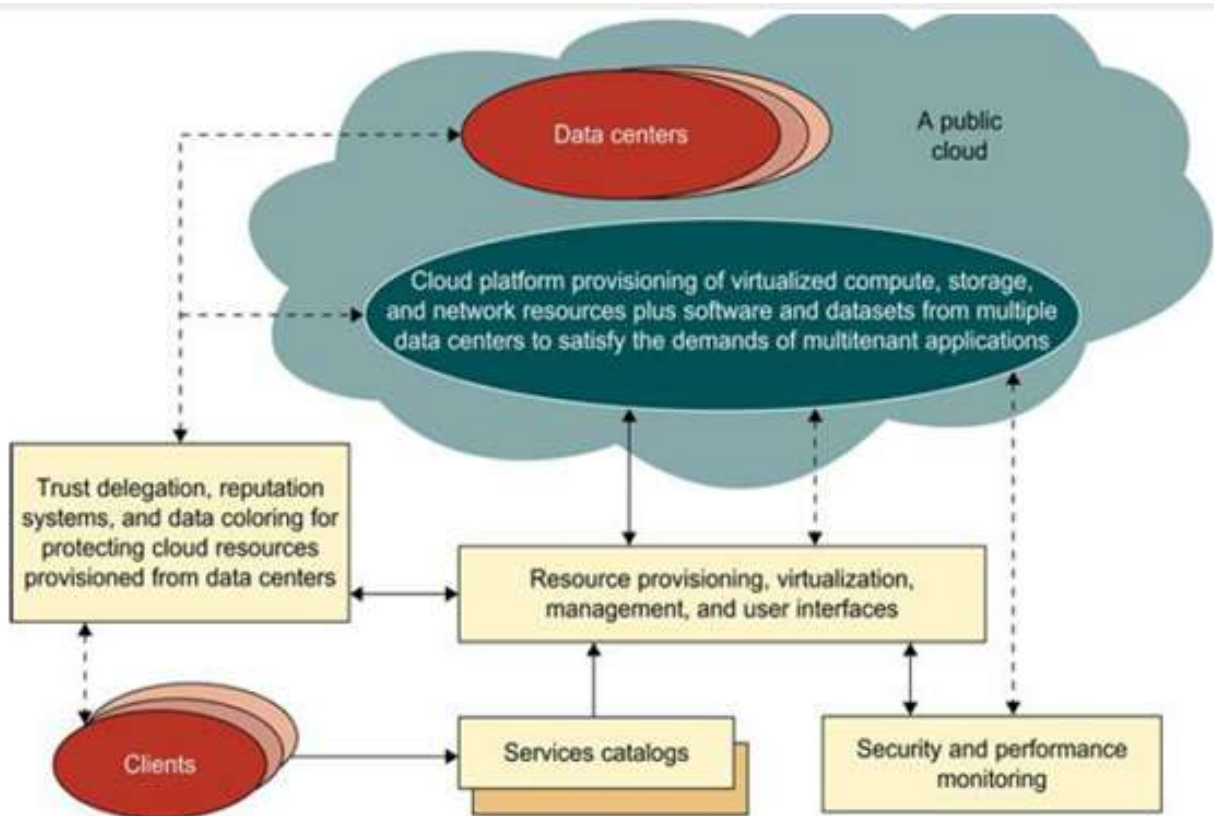 Data centers
A public
cloud
Cloud platform provisioning of virtualized compute, storage,
and network resources plus software and datasets from multiple
data centers to satisfy the demands of multitenant applications
Trust delegation, reputation
systems, and data coloring for
protecting cloud resources
provisioned from data centers
Resource provisioning, virtualization,
management, and user interfaces
Clients
Services catalogs
Security and performance
monitoring